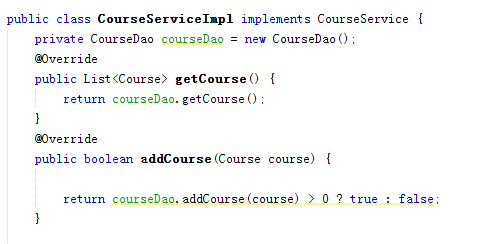 public class CourseServiceImpl implements CourseService {
    private CourseDao courseDao = new CourseDao();
    @Override
    public List<Course> getCourse() {
        return courseDao.getCourse();
    }
    @Override
    public boolean addCourse(Course course) {
        return courseDao.addCourse(course) > 0 ? true : false;
    }